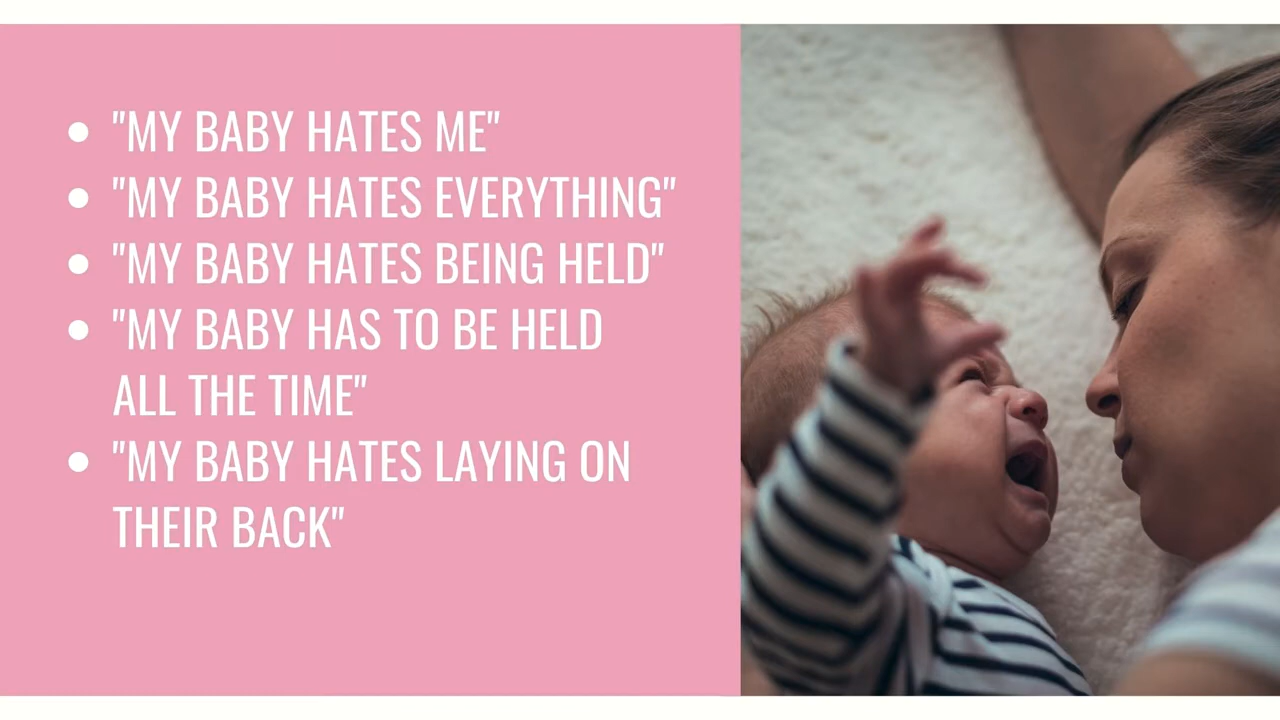 • "MY BABY HATES ME"
• "MY BABY HATES EVERYTHING"
• "MY BABY HATES BEING HELD"
• "MY BABY HAS TO BE HELD
ALL THE TIME"
• "MY BABY HATES LAYING ON
THEIR BACK"